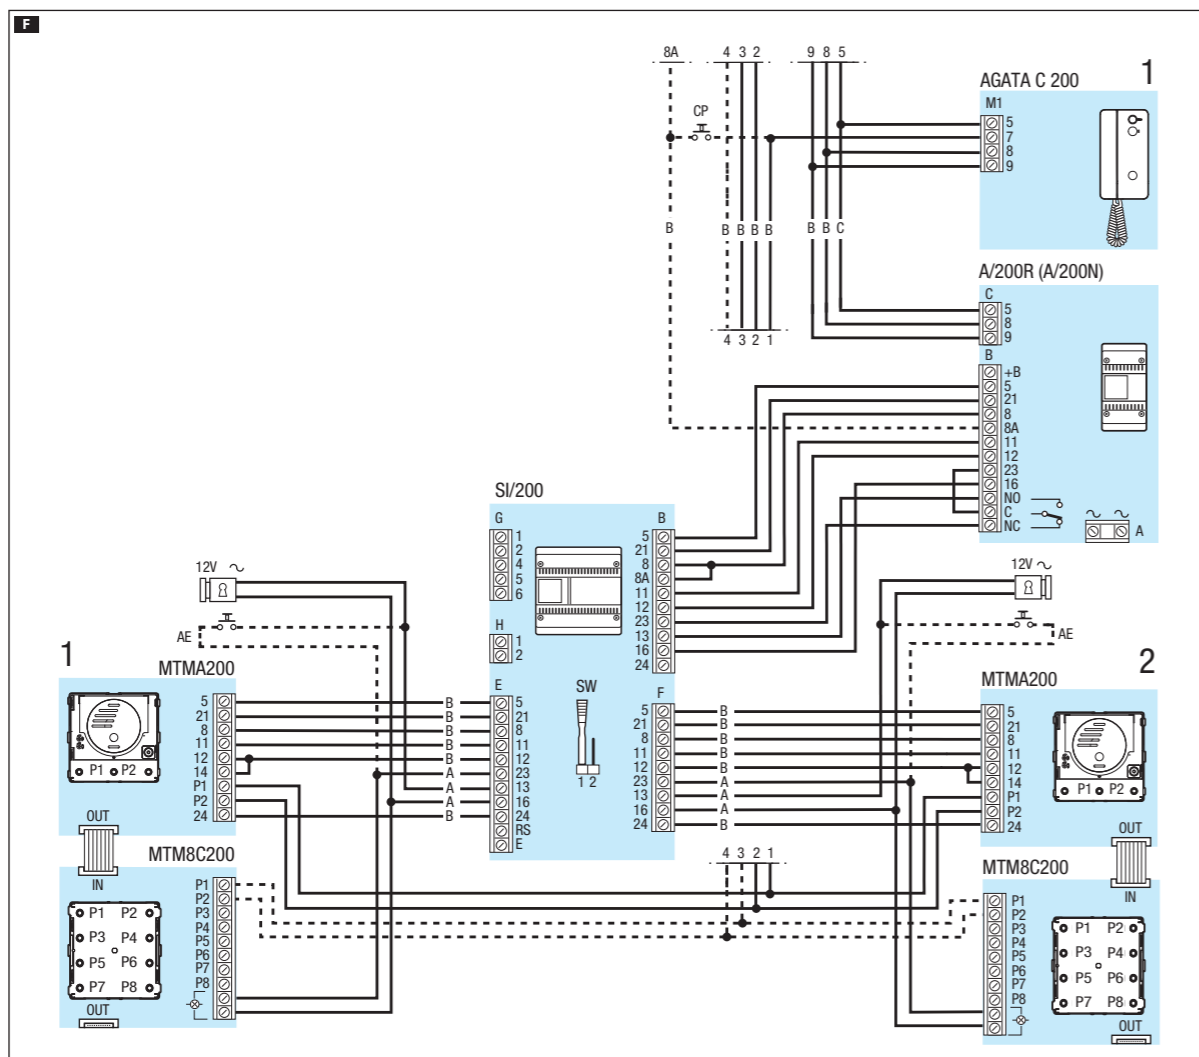 F
8A 4 3 2 9 8 5
AGATA C 200 1
M1
5
7
8
9
CP
B B B B B B B C
4 3 2 1
A/200R (A/200N)
C
5
8
9
B
+B
5
21
8
8A
11
12
23
16
NO
C
NC
A
SI/200
G
1
2
4
5
6
H
1
2
B
5
21
8
8A
11
12
23
13
16
24
E
5
21
8
11
12
23
13
16
24
RS
E
SW
1 2
F
5
21
8
11
12
23
13
16
24
12V ~
AE
1
MTMA200
5
21
8
11
12
14
P1
P2
24
P1 P2
B
B
B
B
B
A
A
A
B
OUT
IN
MTM8C200
P1
P2
P3
P4
P5
P6
P7
P8
P1 P2
P3 P4
P5 P6
P7 P8
OUT
4 3 2 1
B
B
B
B
B
A
A
A
B
12V ~
AE
2
MTMA200
5
21
8
11
12
14
P1
P2
24
P1 P2
OUT
IN
MTM8C200
P1
P2
P3
P4
P5
P6
P7
P8
P1 P2
P3 P4
P5 P6
P7 P8
OUT